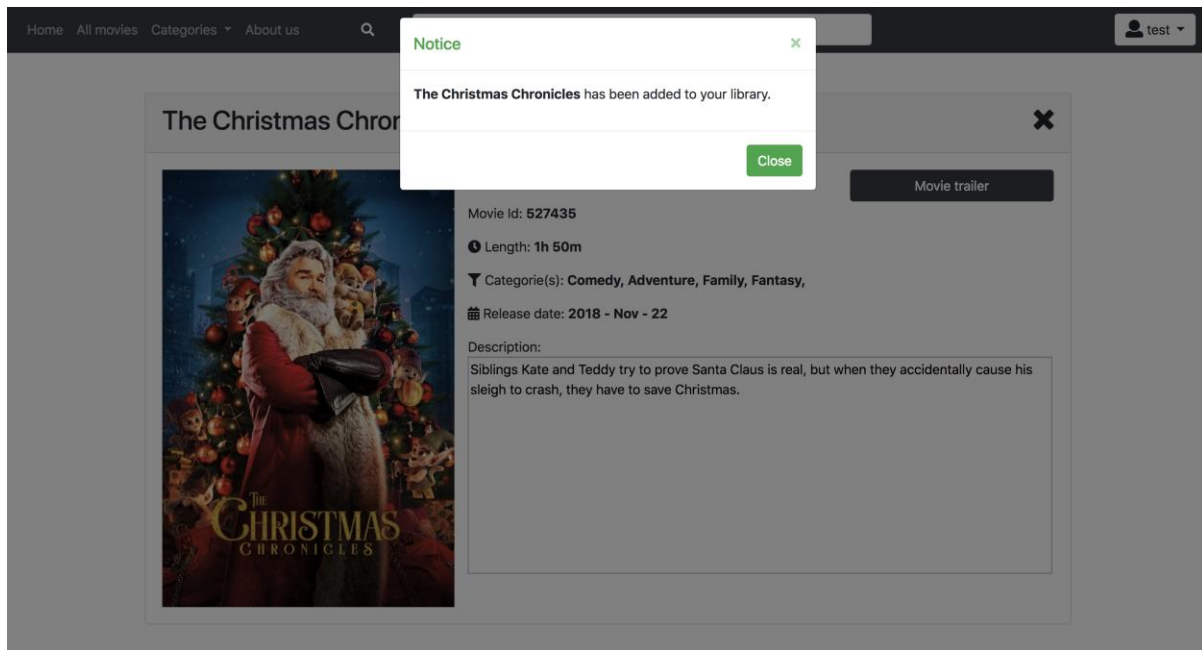 Home All movies Categories About us
test
Notice
×
The Christmas Chronicles has been added to your library.
Close
The Christmas Chron
Movie trailer
Movie Id: 527435
Length: 1h 50m
Categorie(s): Comedy, Adventure, Family, Fantasy,
Release date: 2018 - Nov - 22
Description:
Siblings Kate and Teddy try to prove Santa Claus is real, but when they accidentally cause his
sleigh to crash, they have to save Christmas.
THE
CHRISTMAS
CHRONICLES